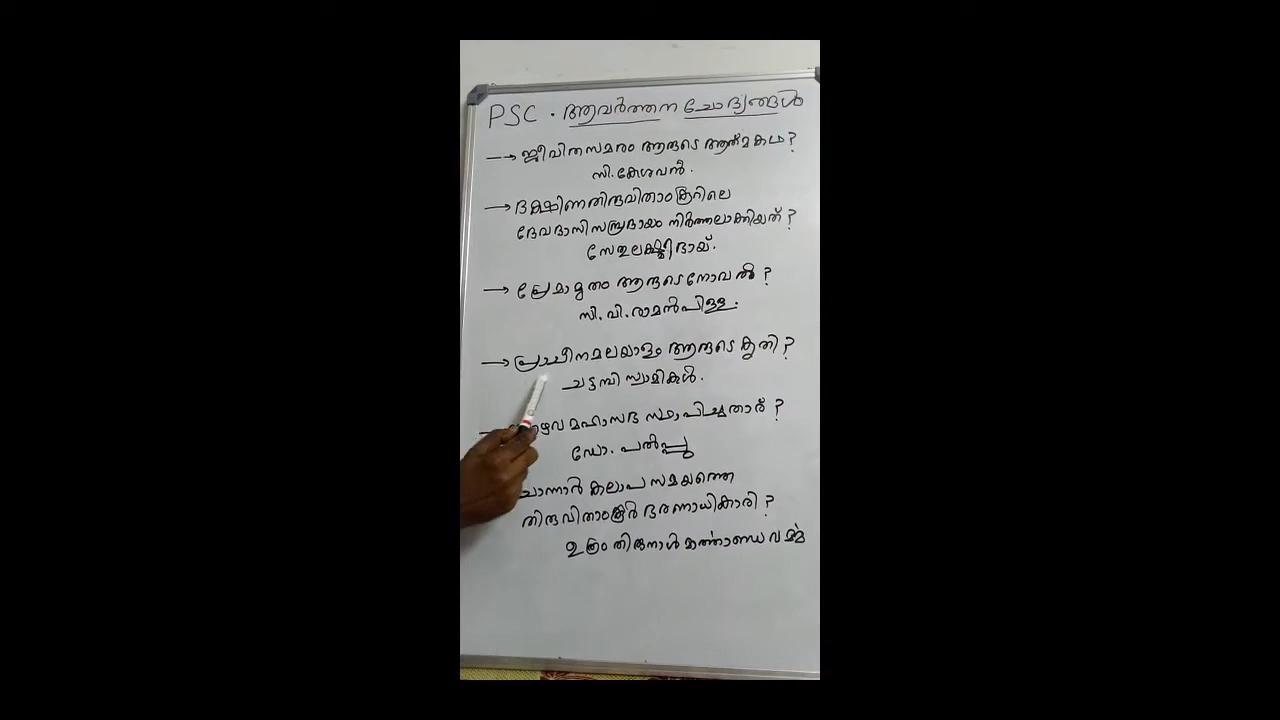 PSC . ആവർത്തന ചോദ്യങ്ങൾ
→ ജീവിതസമരം ആരുടെ ആത്മകഥ?
സി. കേശവൻ.
→ ദക്ഷിണതിരുവിതാംകൂറിലെ
ദേവദാസിസമ്പ്രദായം നിർത്തലാക്കിയത്?
സേതുലക്ഷ്മിഭായ്.
→ പ്രേമാമൃതം ആരുടെ നോവൽ?
സി. വി. രാമൻപിള്ള.
→ പ്രാചീനമലയാളം ആരുടെ കൃതി?
ചട്ടമ്പി സ്വാമികൾ.
മഹാസഭ സ്ഥാപിച്ചതാര്?
ഡോ. പൽപ്പു
ചാന്നാർ കലാപ സമയത്തെ
തിരുവിതാംകൂർ ഭരണാധികാരി?
ഉത്രം തിരുനാൾ മാർത്താണ്ഡ വർമ്മ